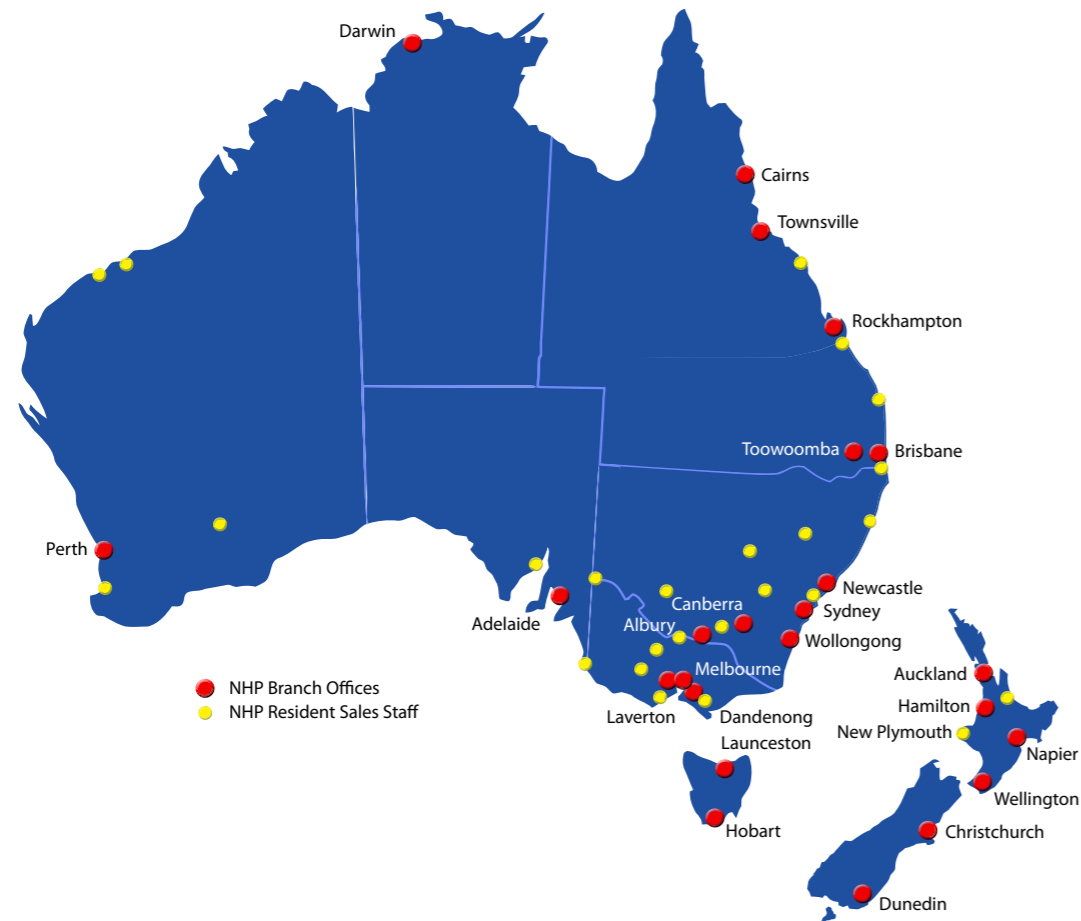 Darwin
Cairns
Townsville
Rockhampton
Toowoomba
Brisbane
Perth
Newcastle
Canberra
Sydney
Adelaide
Albury
Wollongong
Melbourne
Auckland
NHP Branch Offices
Hamilton
NHP Resident Sales Staff
Laverton
Dandenong
New Plymouth
Launceston
Napier
Wellington
Hobart
Christchurch
Dunedin